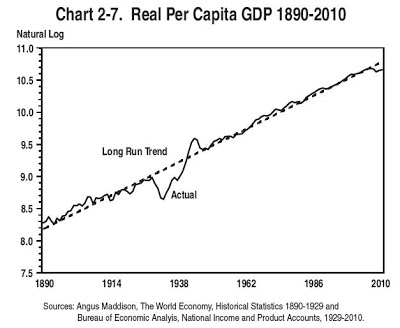 Chart 2-7. Real Per Capita GDP 1890-2010
Natural Log
11.0
10.5
10.0
9.5
9.0
8.5
8.0
7.5
Long Run Trend
Actual
1890 1914 1938 1962 1986 2010
Sources: Angus Maddison, The World Economy, Historical Statistics 1890-1929 and
Bureau of Economic Analyis, National Income and Product Accounts, 1929-2010.